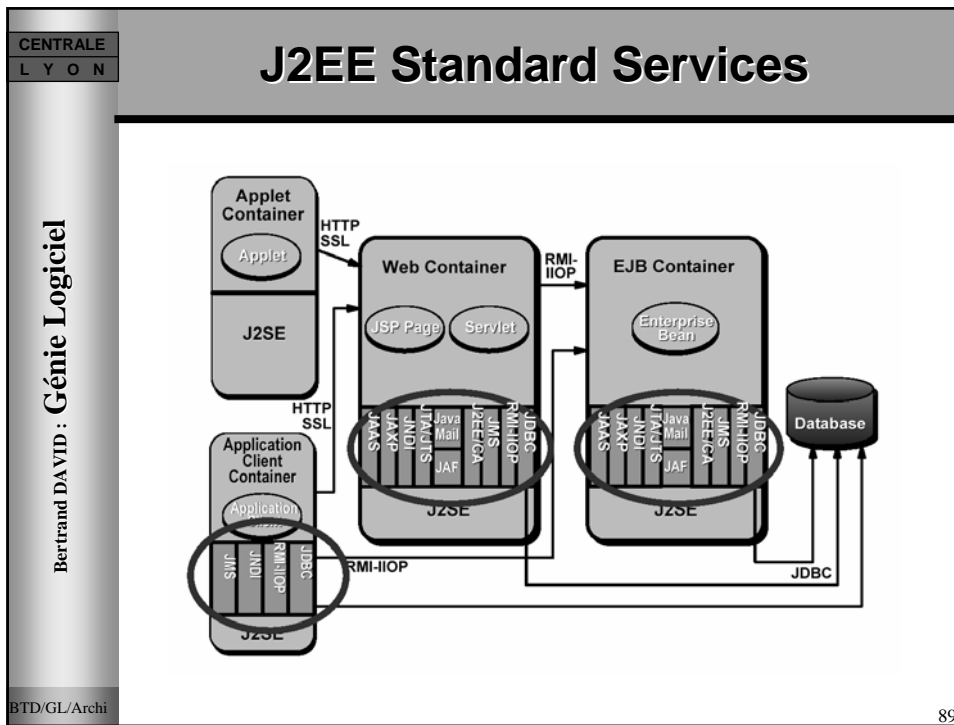 CENTRALE
L Y O N
J2EE Standard Services
Bertrand DAVID : Génie Logiciel
Applet
Container
Applet
J2SE
HTTP
SSL
Web Container
JSP Page
Servlet
JAAS
JAXP
JNDI
JTA/JTS
Java
Mail
JAF
J2EE/CA
JMS
RMI-IIOP
JDBC
J2SE
RMI-
IIOP
EJB Container
Enterprise
Bean
JAAS
JAXP
JNDI
JTA/JTS
Java
Mail
JAF
J2EE/CA
JMS
RMI-IIOP
JDBC
J2SE
Database
HTTP
SSL
Application
Client
Container
Application
Client
JMS
JNDI
RMI-IIOP
JDBC
J2SE
RMI-IIOP
JDBC
BTD/GL/Archi
89